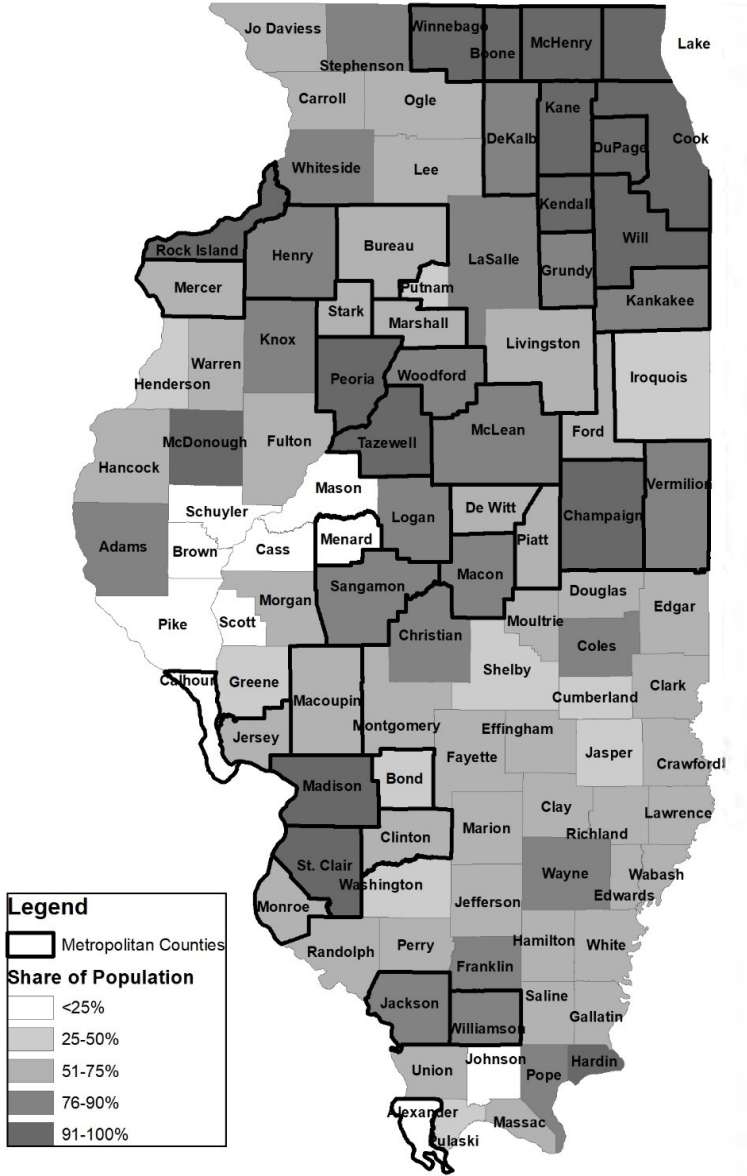 Jo Daviess
Stephenson
Winnebago
Boone
McHenry
Lake
Carroll
Ogle
DeKalb
Kane
DuPage
Cook
Whiteside
Lee
Kendall
Will
Rock Island
Henry
Bureau
LaSalle
Grundy
Putnam
Mercer
Kankakee
Stark
Marshall
Knox
Livingston
Warren
Henderson
Peoria
Woodford
Iroquois
McLean
Ford
McDonough
Fulton
Tazewell
Hancock
Mason
Vermilion
Schuyler
Logan
De Witt
Champaign
Adams
Brown
Cass
Menard
Piatt
Macon
Sangamon
Douglas
Morgan
Edgar
Pike
Scott
Christian
Moultrie
Coles
Shelby
Calhoun
Greene
Clark
Cumberland
Macoupin
Montgomery
Effingham
Jersey
Jasper
Fayette
Crawford
Madison
Bond
Clay
Lawrence
Marion
Richland
Clinton
St. Clair
Wayne
Wabash
Washington
Edwards
Jefferson
Monroe
Hamilton
White
Perry
Randolph
Franklin
Saline
Jackson
Gallatin
Williamson
Johnson
Hardin
Union
Pope
Alexander
Massac
Pulaski
Legend
Metropolitan Counties
Share of Population
<25%
25-50%
51-75%
76-90%
91-100%